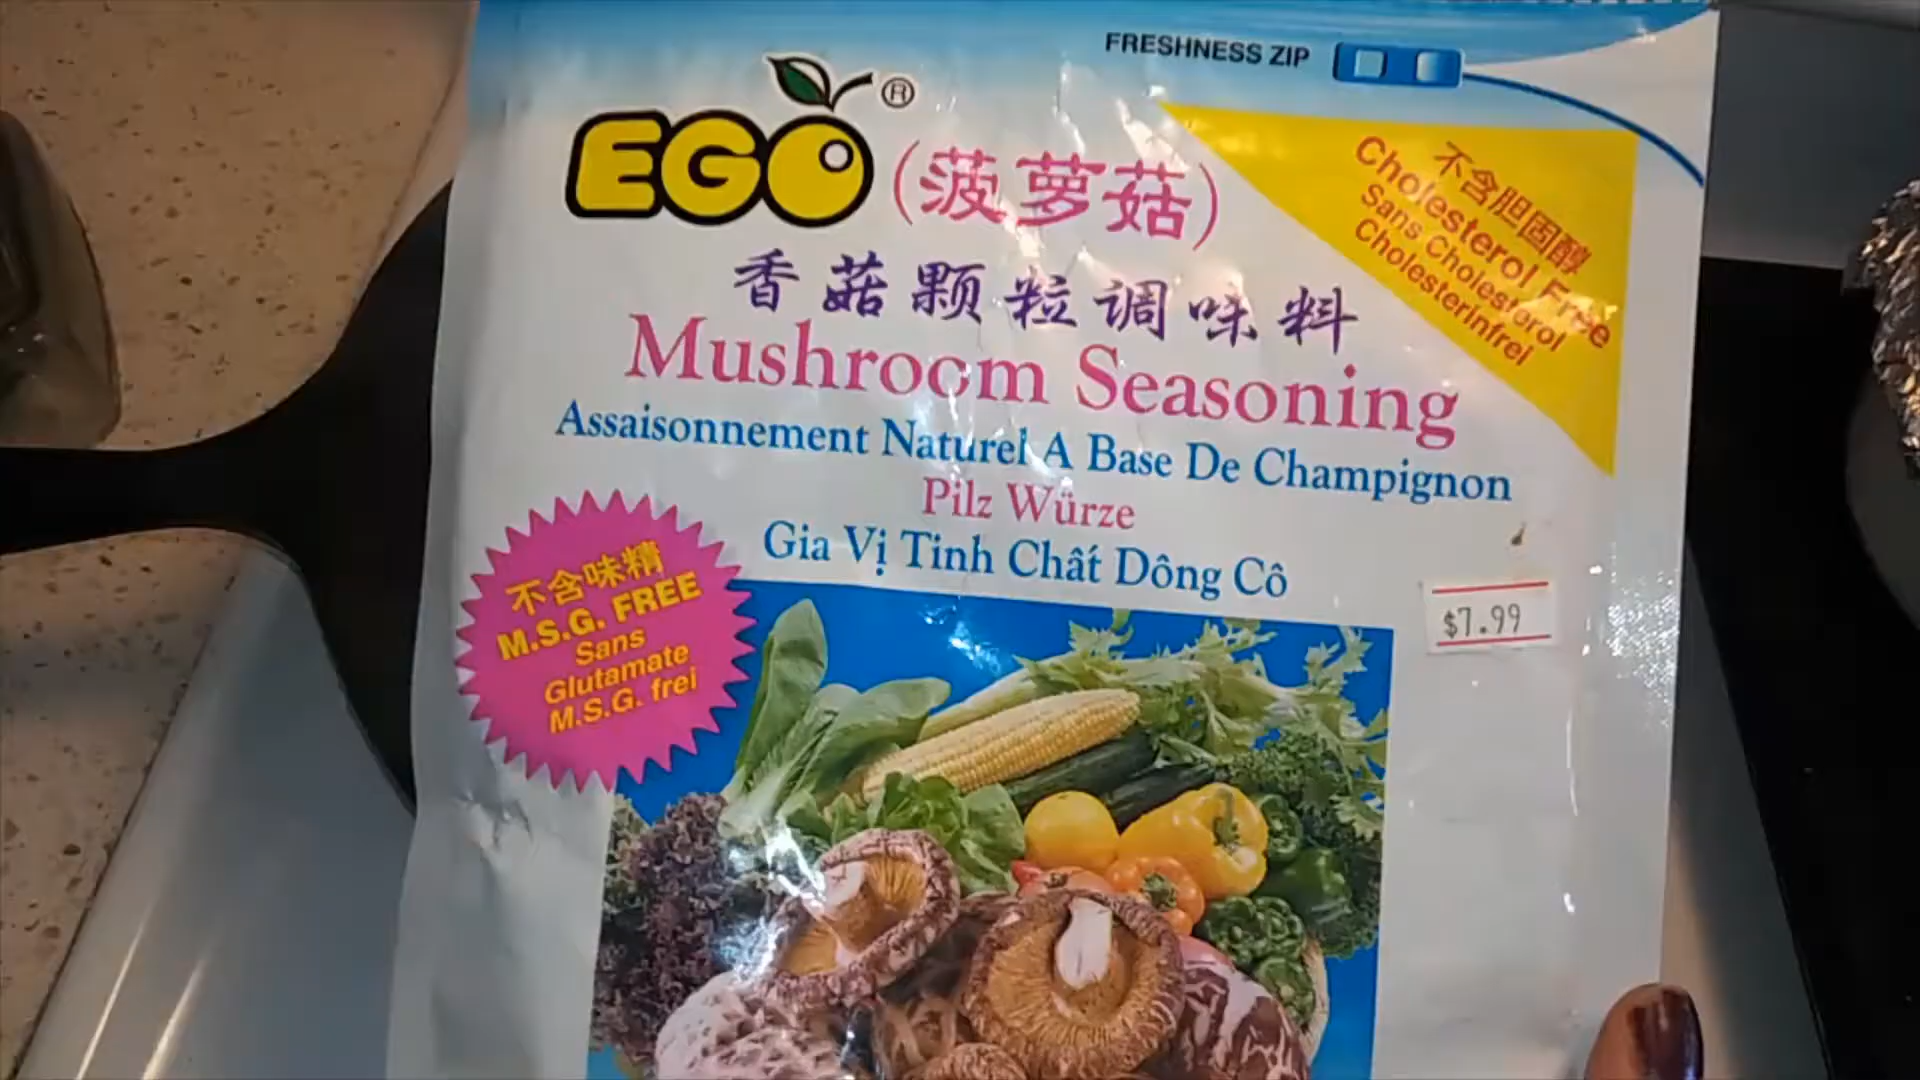 FRESHNESS ZIP
EGO® (菠萝菇)
不含胆固醇
Cholesterol Free
Sans Cholesterol
Cholesterinfrei
香菇颗粒调味料
Mushroom Seasoning
Assaisonnement Naturel A Base De Champignon
Pilz Würze
Gia Vị Tinh Chất Dông Cô
不含味精
M.S.G. FREE
Sans
Glutamate
M.S.G. frei
$7.99